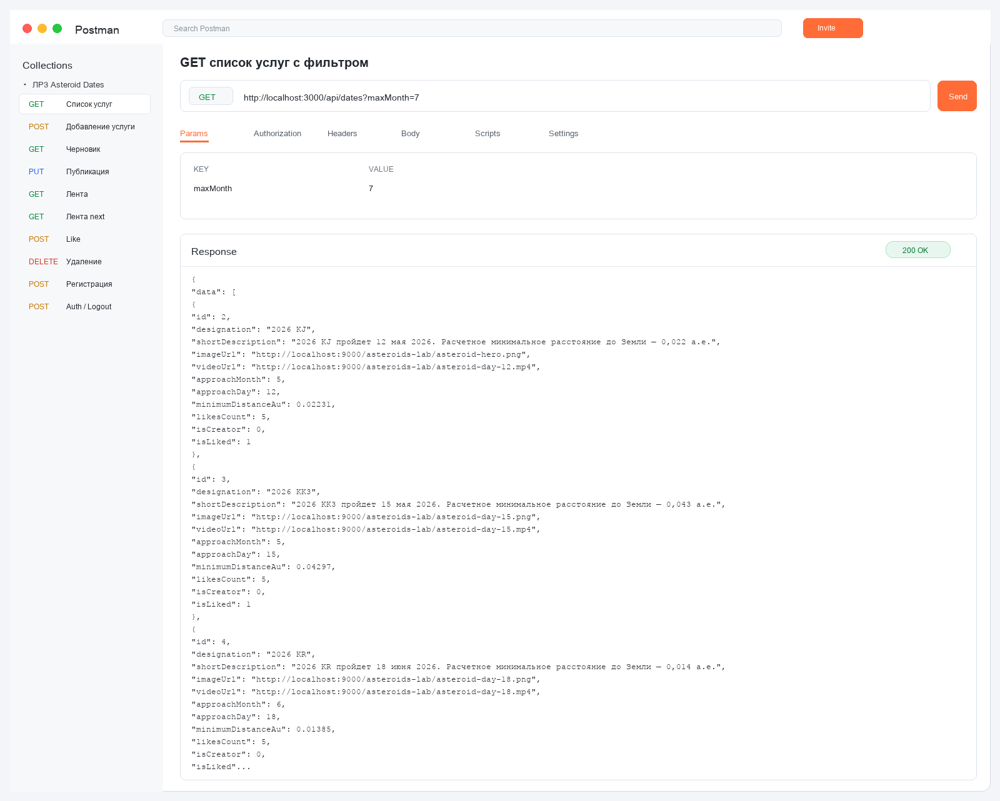 Postman
Search Postman
Invite
Collections
ЛР3 Asteroid Dates
GET Список услуг
POST Добавление услуги
GET Черновик
PUT Публикация
GET Лента
GET Лента next
POST Like
DELETE Удаление
POST Регистрация
POST Auth / Logout
GET список услуг с фильтром
GET http://localhost:3000/api/dates?maxMonth=7
Send
Params Authorization Headers Body Scripts Settings
KEY VALUE
maxMonth 7
Response
200 OK
{
"data": [
{
"id": 2,
"designation": "2026 KJ",
"shortDescription": "2026 KJ пройдет 12 мая 2026. Расчетное минимальное расстояние до Земли — 0,022 а.е.",
"imageUrl": "http://localhost:9000/asteroids-lab/asteroid-hero.png",
"videoUrl": "http://localhost:9000/asteroids-lab/asteroid-day-12.mp4",
"approachMonth": 5,
"approachDay": 12,
"minimumDistanceAu": 0.02231,
"likesCount": 5,
"isCreator": 0,
"isLiked": 1
},
{
"id": 3,
"designation": "2026 KK3",
"shortDescription": "2026 KK3 пройдет 15 мая 2026. Расчетное минимальное расстояние до Земли — 0,043 а.е.",
"imageUrl": "http://localhost:9000/asteroids-lab/asteroid-day-15.png",
"videoUrl": "http://localhost:9000/asteroids-lab/asteroid-day-15.mp4",
"approachMonth": 5,
"approachDay": 15,
"minimumDistanceAu": 0.04297,
"likesCount": 5,
"isCreator": 0,
"isLiked": 1
},
{
"id": 4,
"designation": "2026 KR",
"shortDescription": "2026 KR пройдет 18 июня 2026. Расчетное минимальное расстояние до Земли — 0,014 а.е.",
"imageUrl": "http://localhost:9000/asteroids-lab/asteroid-day-18.png",
"videoUrl": "http://localhost:9000/asteroids-lab/asteroid-day-18.mp4",
"approachMonth": 6,
"approachDay": 18,
"minimumDistanceAu": 0.01385,
"likesCount": 5,
"isCreator": 0,
"isLiked"...